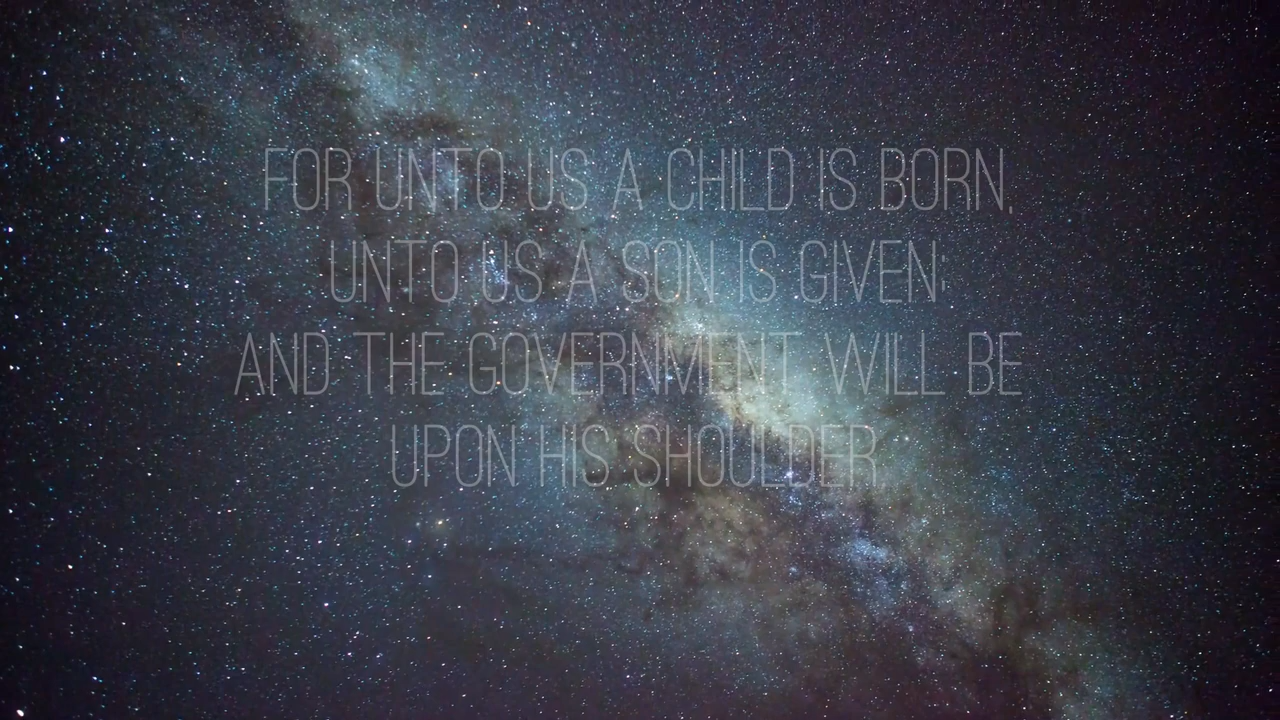 FOR UNTO US A CHILD IS BORN,
UNTO US A SON IS GIVEN;
AND THE GOVERNMENT WILL BE
UPON HIS SHOULDER